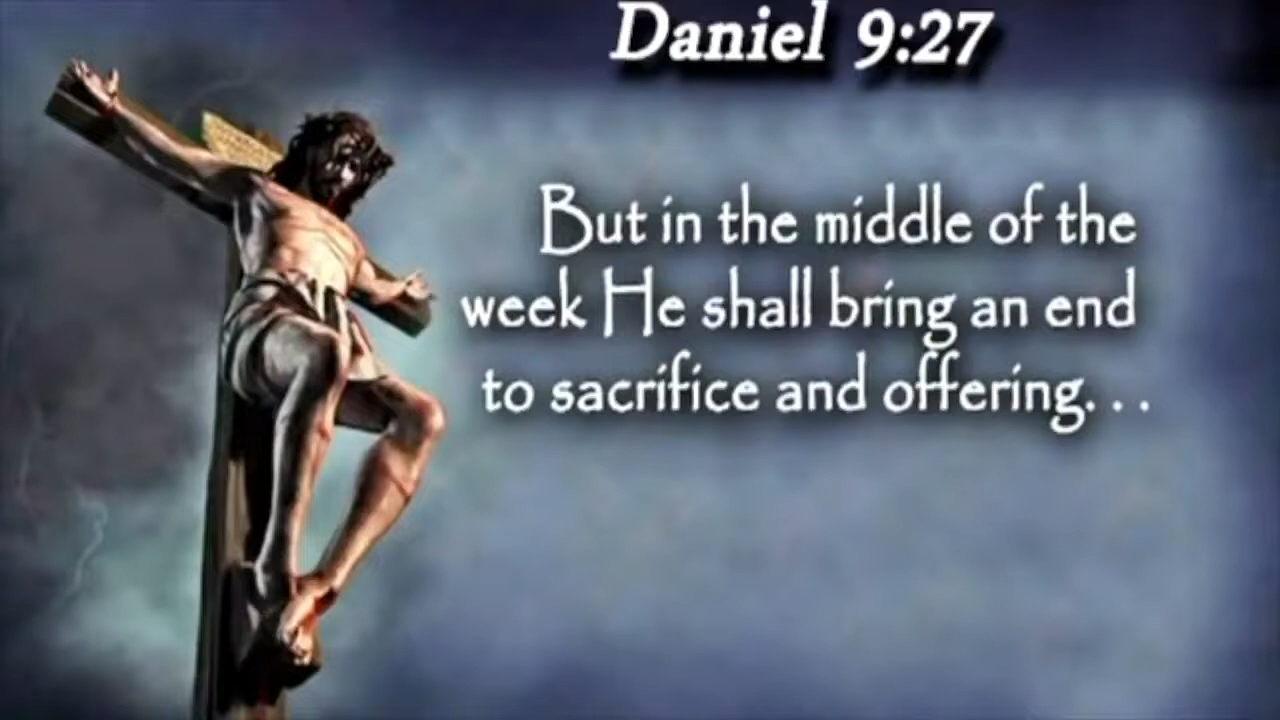 Daniel 9:27
But in the middle of the
week He shall bring an end
to sacrifice and offering. . .